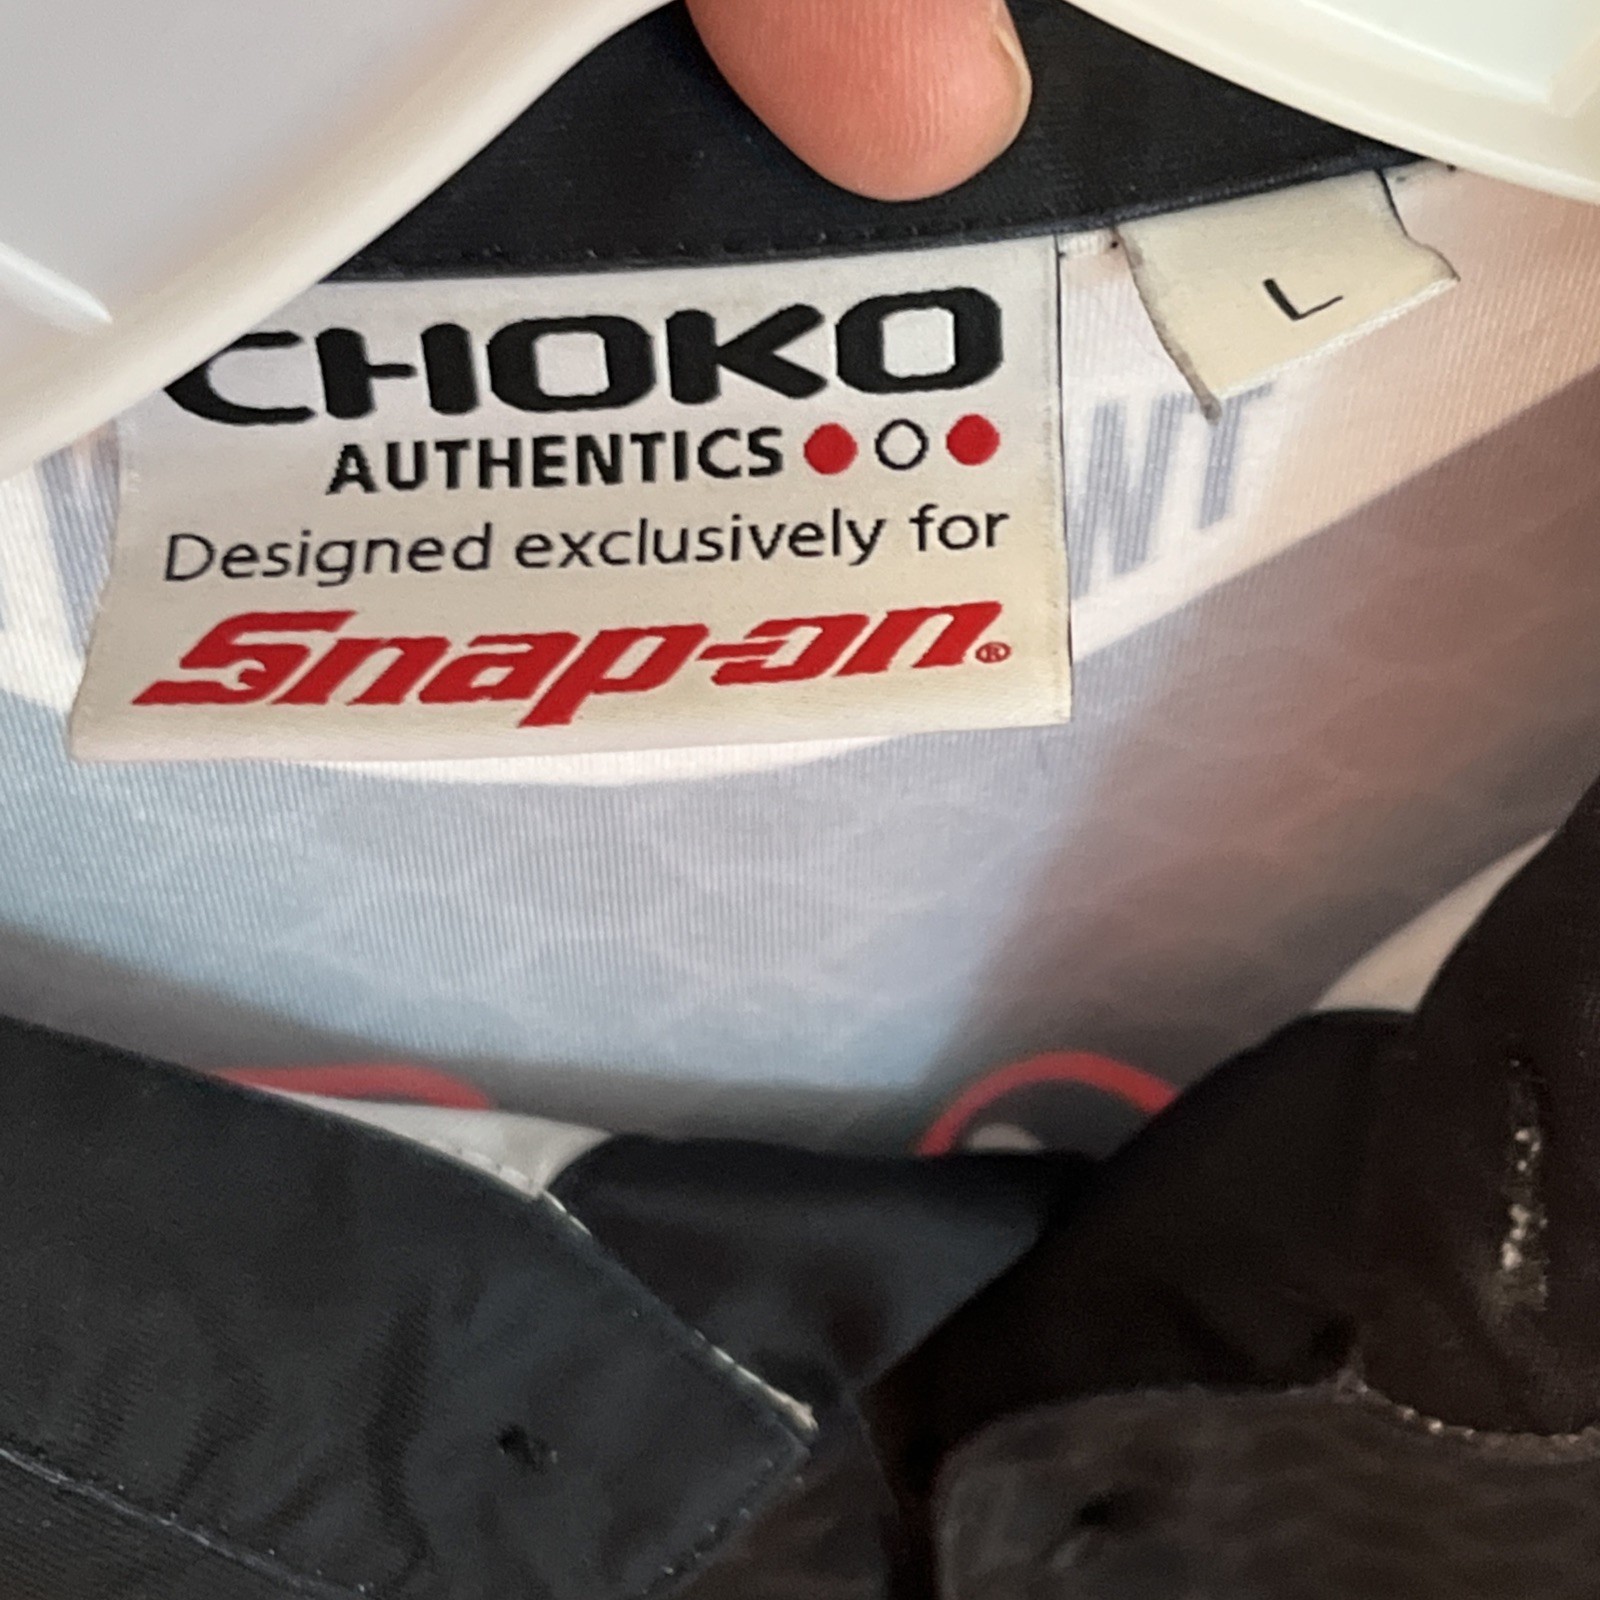 CHOKO
AUTHENTICS
Designed exclusively for
Snap-on®
L